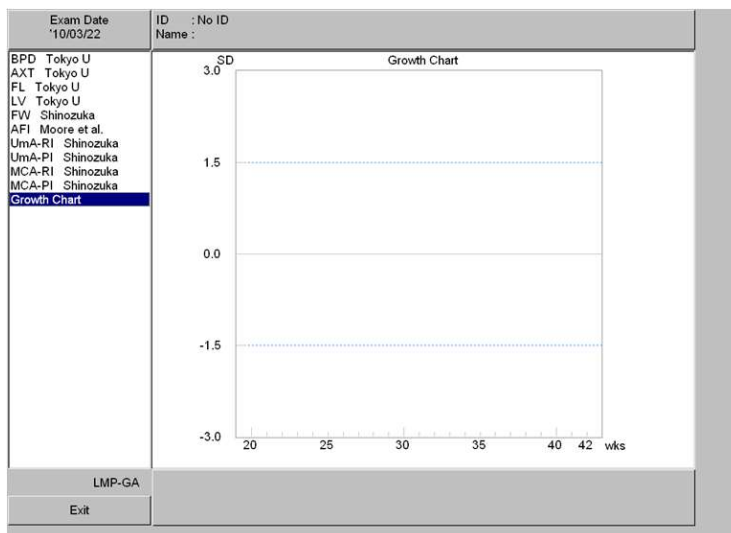 Exam Date
'10/03/22
ID : No ID
Name :
BPD Tokyo U
AXT Tokyo U
FL Tokyo U
LV Tokyo U
FW Shinozuka
AFI Moore et al.
UmA-RI Shinozuka
UmA-PI Shinozuka
MCA-RI Shinozuka
MCA-PI Shinozuka
Growth Chart
SD Growth Chart
3.0
1.5
0.0
-1.5
-3.0
20 25 30 35 40 42 wks
LMP-GA
Exit